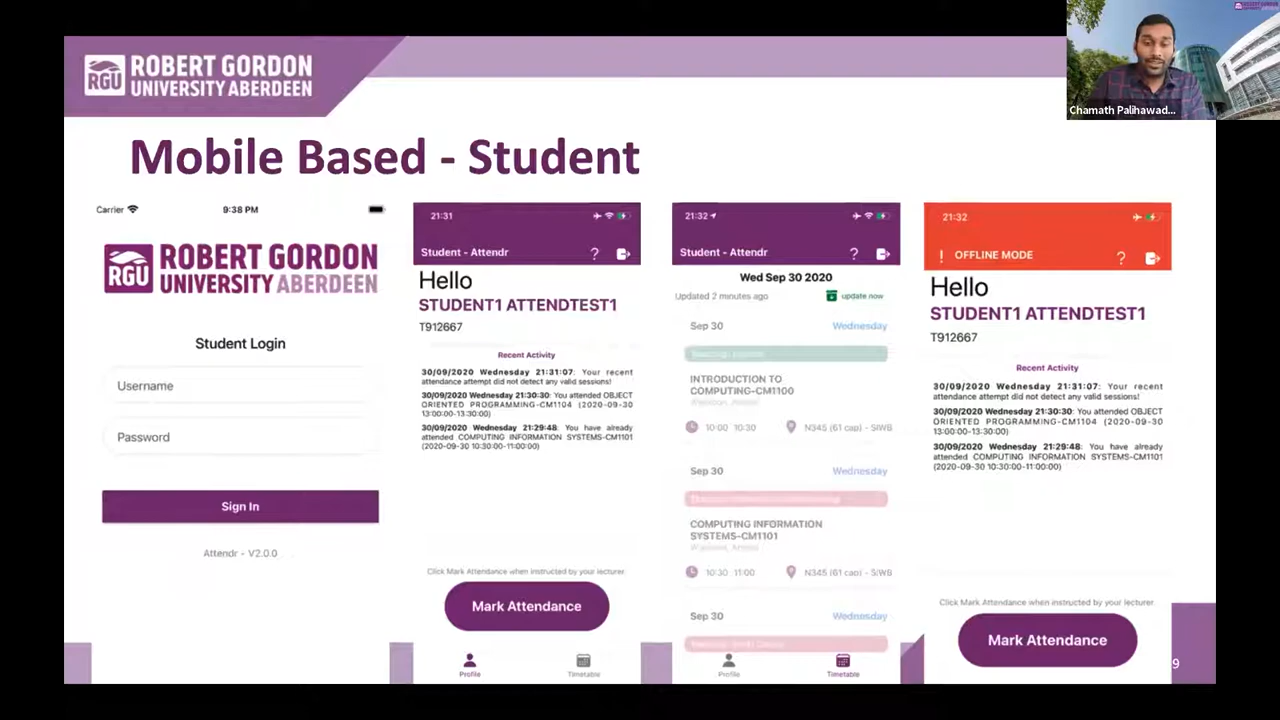 RGU ROBERT GORDON
UNIVERSITY ABERDEEN
Chamath Palihawad...
Mobile Based - Student
Carrier 9:38 PM
RGU ROBERT GORDON
UNIVERSITY ABERDEEN
Student Login
Username
Password
Sign In
Attendr - V2.0.0
21:31
Student - Attendr ?
Hello
STUDENT1 ATTENDTEST1
T912667
Recent Activity
30/09/2020 Wednesday 21:31:07: Your recent
attendance attempt did not detect any valid sessions!
30/09/2020 Wednesday 21:30:30: You attended OBJECT
ORIENTED PROGRAMMING-CM1104 (2020-09-30
13:00:00-13:30:00)
30/09/2020 Wednesday 21:29:48: You have already
attended COMPUTING INFORMATION SYSTEMS-CM1101
(2020-09-30 10:30:00-11:00:00)
Click Mark Attendance when instructed by your lecturer.
Mark Attendance
Profile Timetable
21:32
Student - Attendr ?
Wed Sep 30 2020
Updated 2 minutes ago update now
Sep 30 Wednesday
INTRODUCTION TO
COMPUTING-CM1100
10:00 10:30 N345 (61 cap) - SIWB
Sep 30 Wednesday
COMPUTING INFORMATION
SYSTEMS-CM1101
10:30 11:00 N345 (61 cap) - SIWB
Sep 30 Wednesday
Profile Timetable
21:32
! OFFLINE MODE ?
Hello
STUDENT1 ATTENDTEST1
T912667
Recent Activity
30/09/2020 Wednesday 21:31:07: Your recent
attendance attempt did not detect any valid sessions!
30/09/2020 Wednesday 21:30:30: You attended OBJECT
ORIENTED PROGRAMMING-CM1104 (2020-09-30
13:00:00-13:30:00)
30/09/2020 Wednesday 21:29:48: You have already
attended COMPUTING INFORMATION SYSTEMS-CM1101
(2020-09-30 10:30:00-11:00:00)
Click Mark Attendance when instructed by your lecturer.
Mark Attendance
9